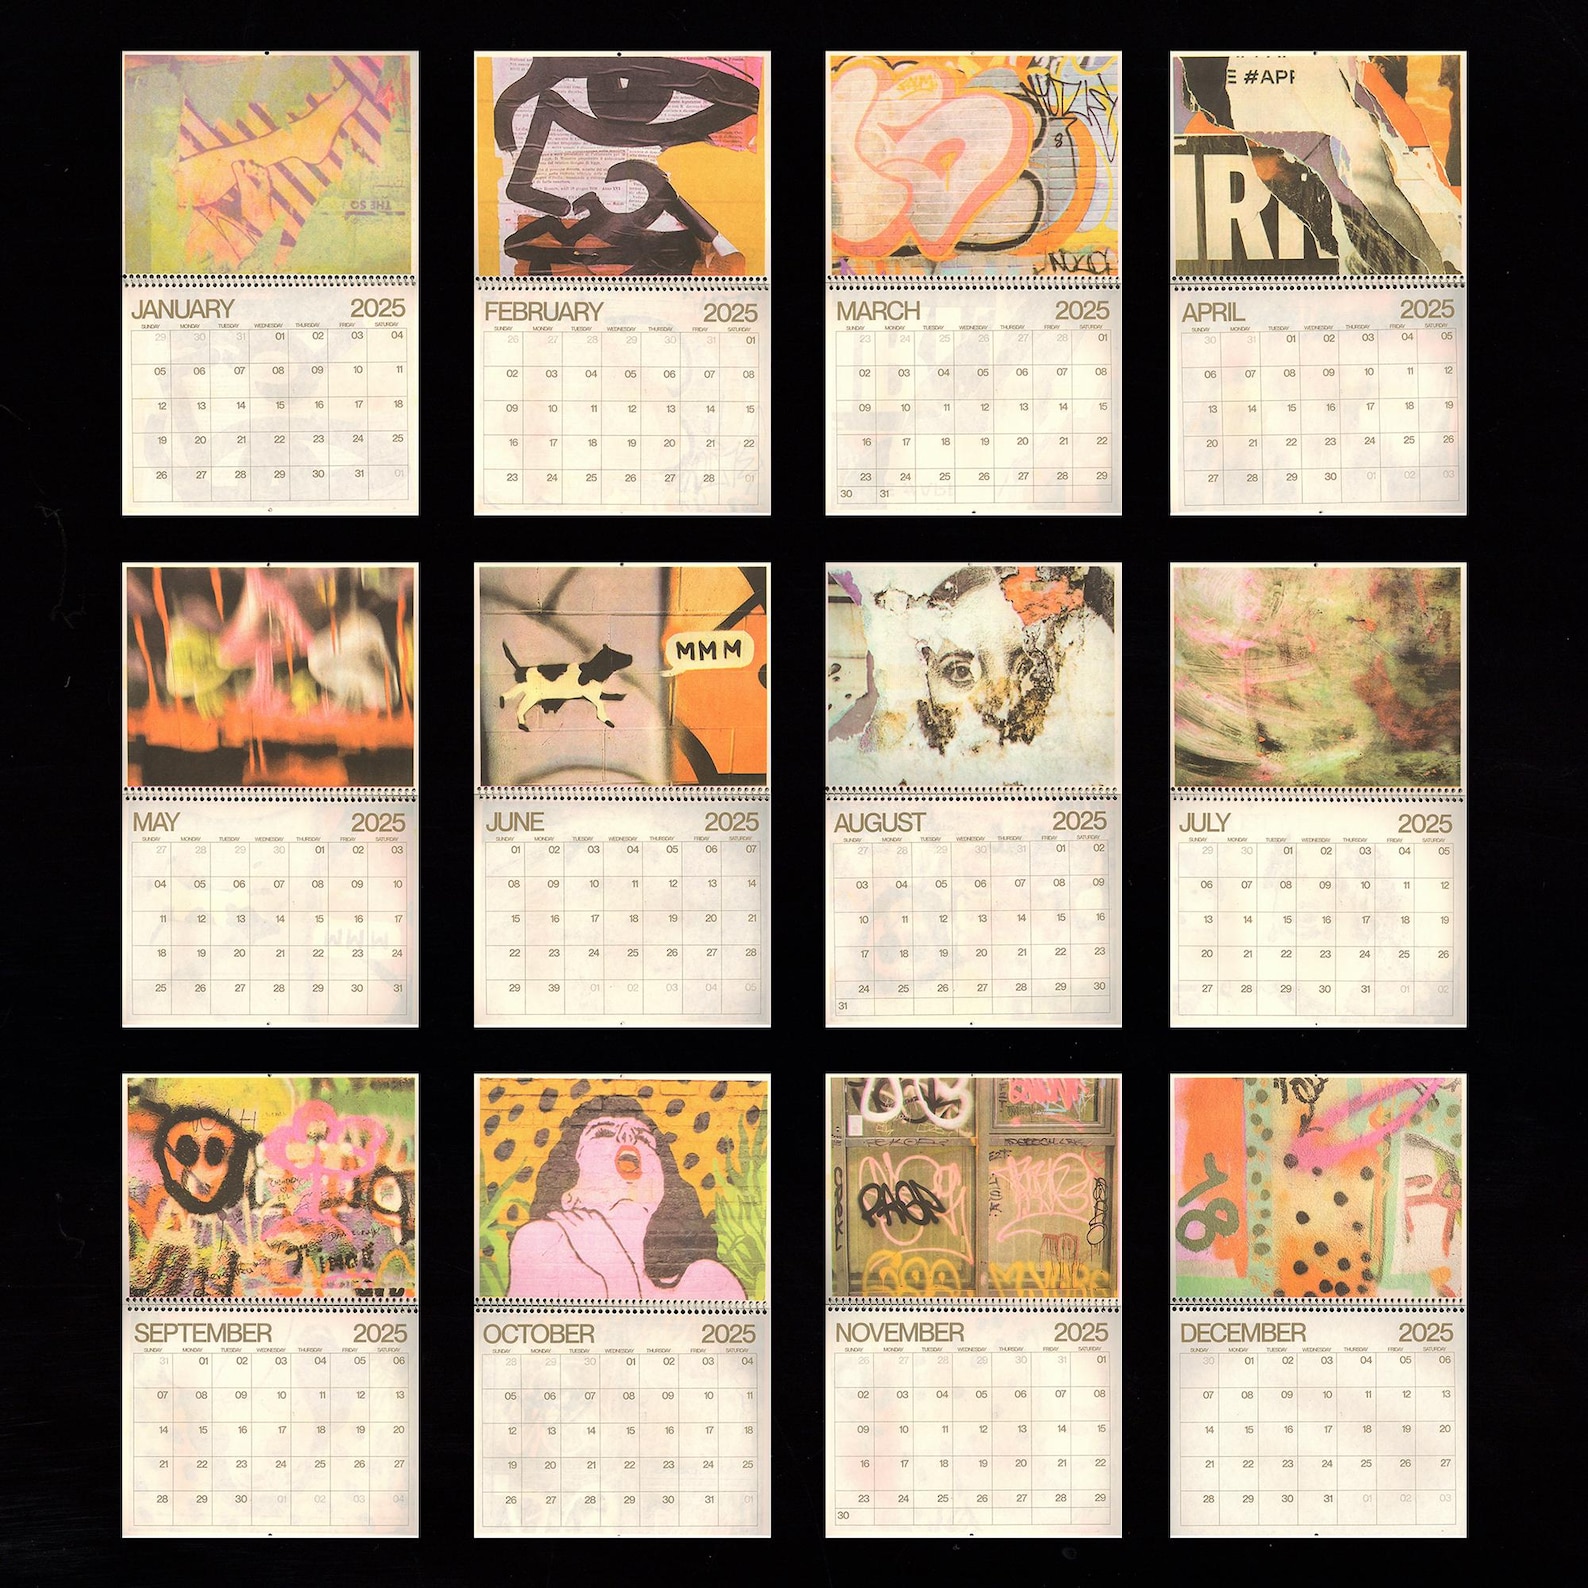 JANUARY 2025
SUNDAY MONDAY TUESDAY WEDNESDAY THURSDAY FRIDAY SATURDAY
29 30 31 01 02 03 04
05 06 07 08 09 10 11
12 13 14 15 16 17 18
19 20 21 22 23 24 25
26 27 28 29 30 31 01
FEBRUARY 2025
SUNDAY MONDAY TUESDAY WEDNESDAY THURSDAY FRIDAY SATURDAY
26 27 28 29 30 31 01
02 03 04 05 06 07 08
09 10 11 12 13 14 15
16 17 18 19 20 21 22
23 24 25 26 27 28 01
MARCH 2025
SUNDAY MONDAY TUESDAY WEDNESDAY THURSDAY FRIDAY SATURDAY
23 24 25 26 27 28 01
02 03 04 05 06 07 08
09 10 11 12 13 14 15
16 17 18 19 20 21 22
23 24 25 26 27 28 29
30 31
E #APR
APRIL 2025
SUNDAY MONDAY TUESDAY WEDNESDAY THURSDAY FRIDAY SATURDAY
30 31 01 02 03 04 05
06 07 08 09 10 11 12
13 14 15 16 17 18 19
20 21 22 23 24 25 26
27 28 29 30 01 02 03
MAY 2025
SUNDAY MONDAY TUESDAY WEDNESDAY THURSDAY FRIDAY SATURDAY
27 28 29 30 01 02 03
04 05 06 07 08 09 10
11 12 13 14 15 16 17
18 19 20 21 22 23 24
25 26 27 28 29 30 31
MMM
JUNE 2025
SUNDAY MONDAY TUESDAY WEDNESDAY THURSDAY FRIDAY SATURDAY
01 02 03 04 05 06 07
08 09 10 11 12 13 14
15 16 17 18 19 20 21
22 23 24 25 26 27 28
29 39 01 02 03 04 05
AUGUST 2025
SUNDAY MONDAY TUESDAY WEDNESDAY THURSDAY FRIDAY SATURDAY
27 28 29 30 31 01 02
03 04 05 06 07 08 09
10 11 12 13 14 15 16
17 18 19 20 21 22 23
24 25 26 27 28 29 30
31
JULY 2025
SUNDAY MONDAY TUESDAY WEDNESDAY THURSDAY FRIDAY SATURDAY
29 30 01 02 03 04 05
06 07 08 09 10 11 12
13 14 15 16 17 18 19
20 21 22 23 24 25 26
27 28 29 30 31 01 02
SEPTEMBER 2025
SUNDAY MONDAY TUESDAY WEDNESDAY THURSDAY FRIDAY SATURDAY
31 01 02 03 04 05 06
07 08 09 10 11 12 13
14 15 16 17 18 19 20
21 22 23 24 25 26 27
28 29 30 01 02 03 04
OCTOBER 2025
SUNDAY MONDAY TUESDAY WEDNESDAY THURSDAY FRIDAY SATURDAY
28 29 30 01 02 03 04
05 06 07 08 09 10 11
12 13 14 15 16 17 18
19 20 21 22 23 24 25
26 27 28 29 30 31 01
NOVEMBER 2025
SUNDAY MONDAY TUESDAY WEDNESDAY THURSDAY FRIDAY SATURDAY
26 27 28 29 30 31 01
02 03 04 05 06 07 08
09 10 11 12 13 14 15
16 17 18 19 20 21 22
23 24 25 26 27 28 29
30
18
DECEMBER 2025
SUNDAY MONDAY TUESDAY WEDNESDAY THURSDAY FRIDAY SATURDAY
30 01 02 03 04 05 06
07 08 09 10 11 12 13
14 15 16 17 18 19 20
21 22 23 24 25 26 27
28 29 30 31 01 02 03